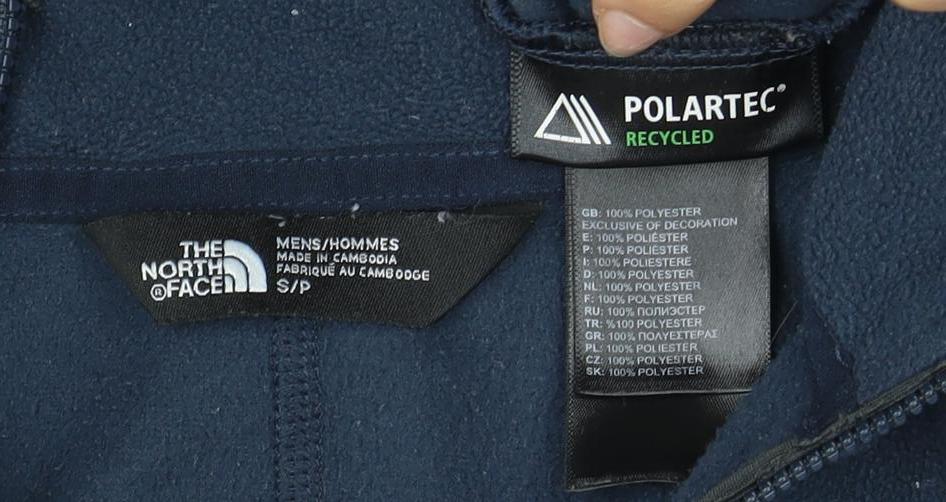 THE
NORTH
®FACE
MENS/HOMMES
MADE IN CAMBODIA
FABRIQUÉ AU CAMBODGE
S/P
POLARTEC®
RECYCLED
GB: 100% POLYESTER
EXCLUSIVE OF DECORATION
E: 100% POLIÉSTER
P: 100% POLIÉSTER
I: 100% POLIESTERE
D: 100% POLYESTER
NL: 100% POLYESTER
F: 100% POLYESTER
RU: 100% ПОЛИЭСТЕР
TR: %100 POLYESTER
GR: 100% ΠΟΛΥΕΣΤΕΡΑΣ
PL: 100% POLIESTER
CZ: 100% POLYESTER
SK: 100% POLYESTER